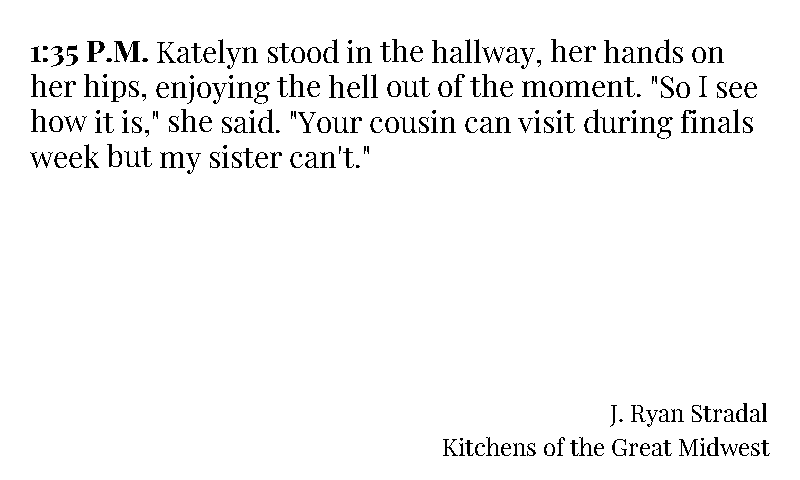 1:35 P.M. Katelyn stood in the hallway, her hands on
her hips, enjoying the hell out of the moment. "So I see
how it is," she said. "Your cousin can visit during finals
week but my sister can't."
J. Ryan Stradal
Kitchens of the Great Midwest